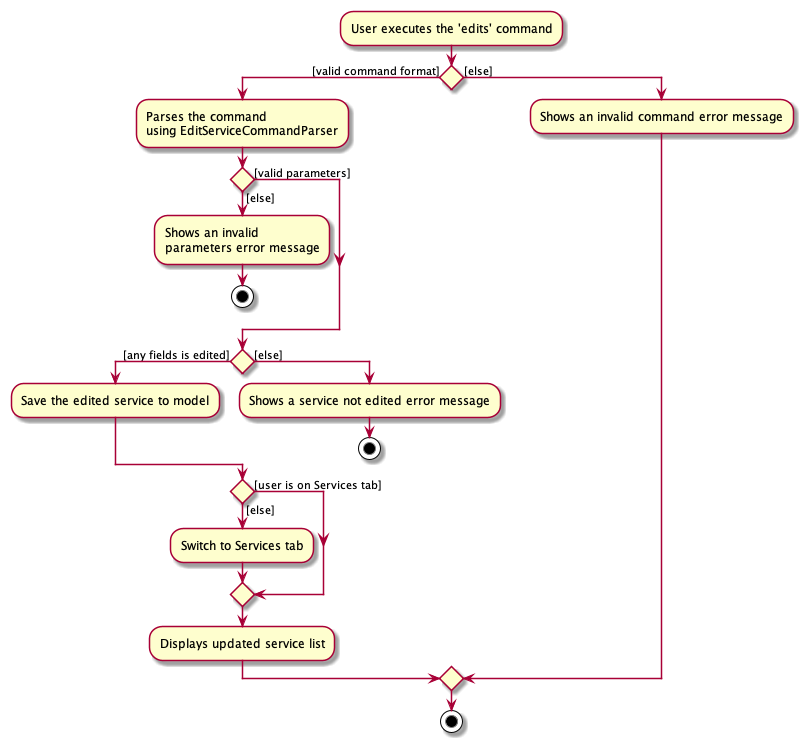 User executes the 'edits' command
[valid command format]
[else]
Parses the command
using EditServiceCommandParser
Shows an invalid command error message
[valid parameters]
[else]
Shows an invalid
parameters error message
[any fields is edited]
[else]
Save the edited service to model
Shows a service not edited error message
[user is on Services tab]
[else]
Switch to Services tab
Displays updated service list